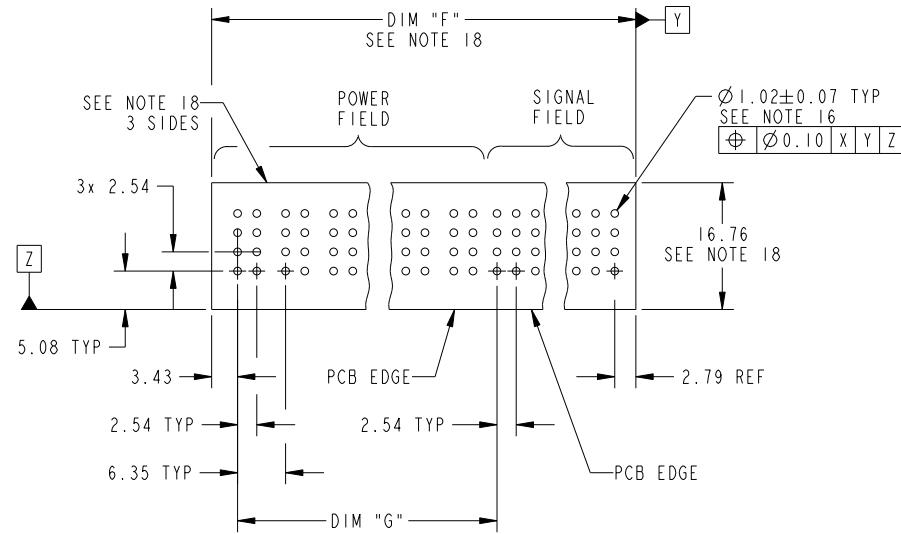 DIM "F"
SEE NOTE 18
Y
SEE NOTE 18
3 SIDES
POWER
FIELD
SIGNAL
FIELD
Ø1.02±0.07 TYP
SEE NOTE 16
⌖ Ø0.10 X Y Z
3x 2.54
16.76
SEE NOTE 18
Z
5.08 TYP
3.43
PCB EDGE
2.79 REF
2.54 TYP
2.54 TYP
6.35 TYP
PCB EDGE
DIM "G"